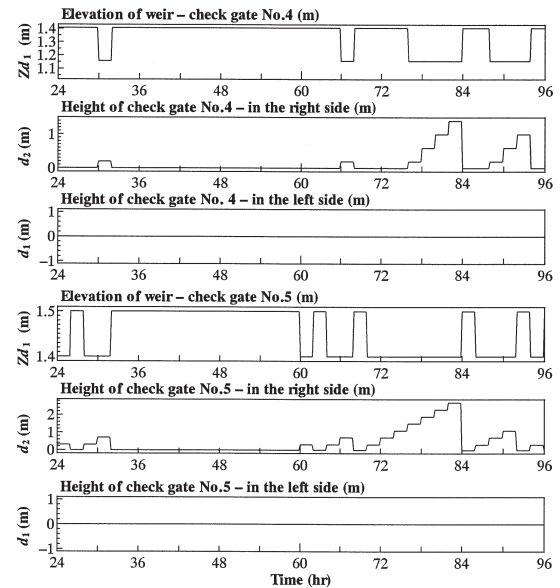 Elevation of weir – check gate No.4 (m)
Zd1 (m)
1.4
1.3
1.2
1.1
24 36 48 60 72 84 96
Height of check gate No.4 – in the right side (m)
d2 (m)
1
0
24 36 48 60 72 84 96
Height of check gate No. 4 – in the left side (m)
d1 (m)
1
0
−1
24 36 48 60 72 84 96
Elevation of weir – check gate No.5 (m)
Zd1 (m)
1.5
1.4
24 36 48 60 72 84 96
Height of check gate No.5 – in the right side (m)
d2 (m)
2
1
0
24 36 48 60 72 84 96
Height of check gate No.5 – in the left side (m)
d1 (m)
1
0
−1
24 36 48 60 72 84 96
Time (hr)